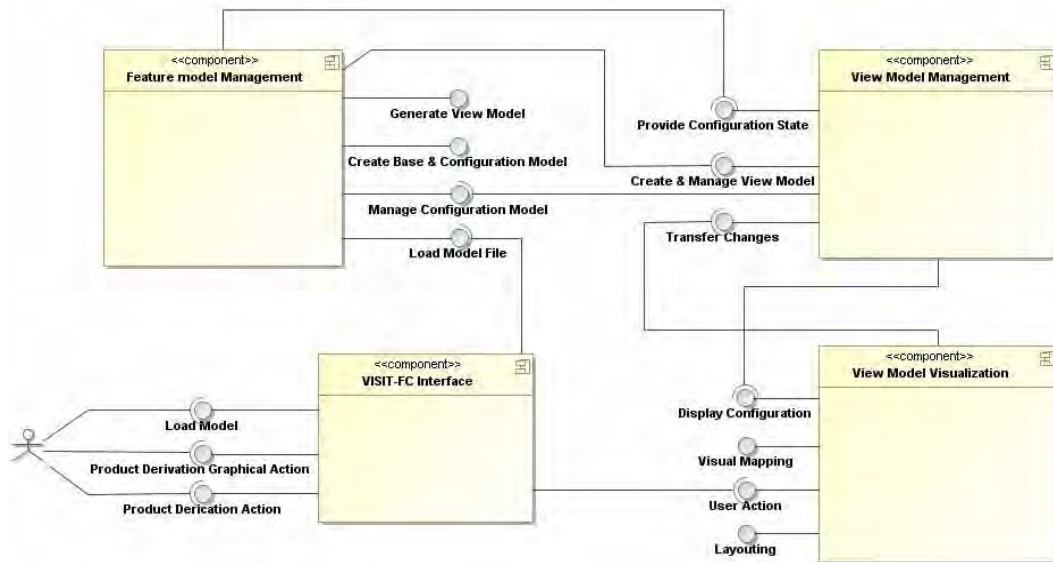 <<component>>
Feature model Management
Generate View Model
Create Base & Configuration Model
Manage Configuration Model
Load Model File
<<component>>
View Model Management
Provide Configuration State
Create & Manage View Model
Transfer Changes
<<component>>
VISIT-FC Interface
Load Model
Product Derivation Graphical Action
Product Derication Action
<<component>>
View Model Visualization
Display Configuration
Visual Mapping
User Action
Layouting